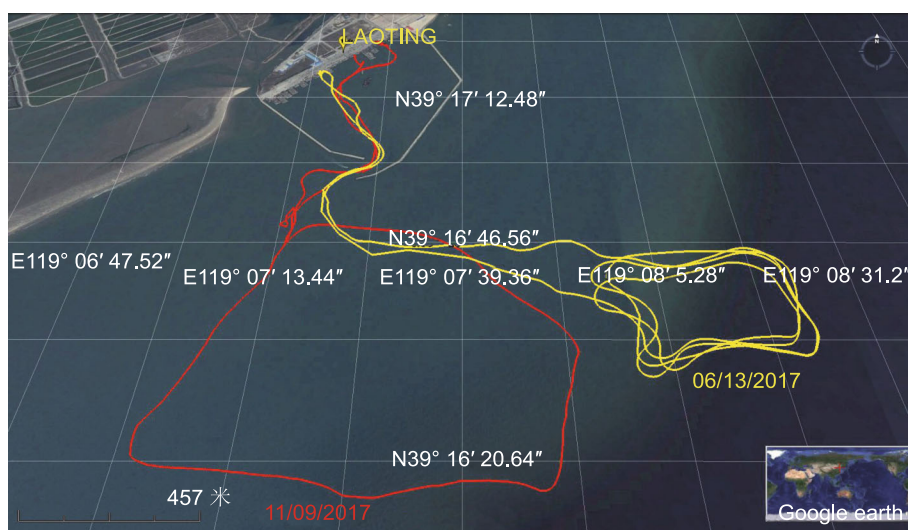 LAOTING
N39° 17′ 12.48″
N39° 16′ 46.56″
E119° 06′ 47.52″
E119° 07′ 13.44″
E119° 07′ 39.36″
E119° 08′ 5.28″
E119° 08′ 31.2″
06/13/2017
N39° 16′ 20.64″
457 米
11/09/2017
Google earth
N